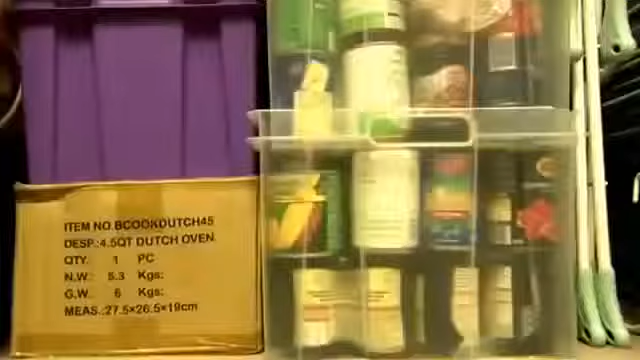 ITEM NO.BCOOKDUTCH45
DESP.:4.5QT DUTCH OVEN.
QTY. 1 PC
N.W.: 5.3 Kgs:
G.W.: 6 Kgs:
MEAS.:27.5×26.5×19cm